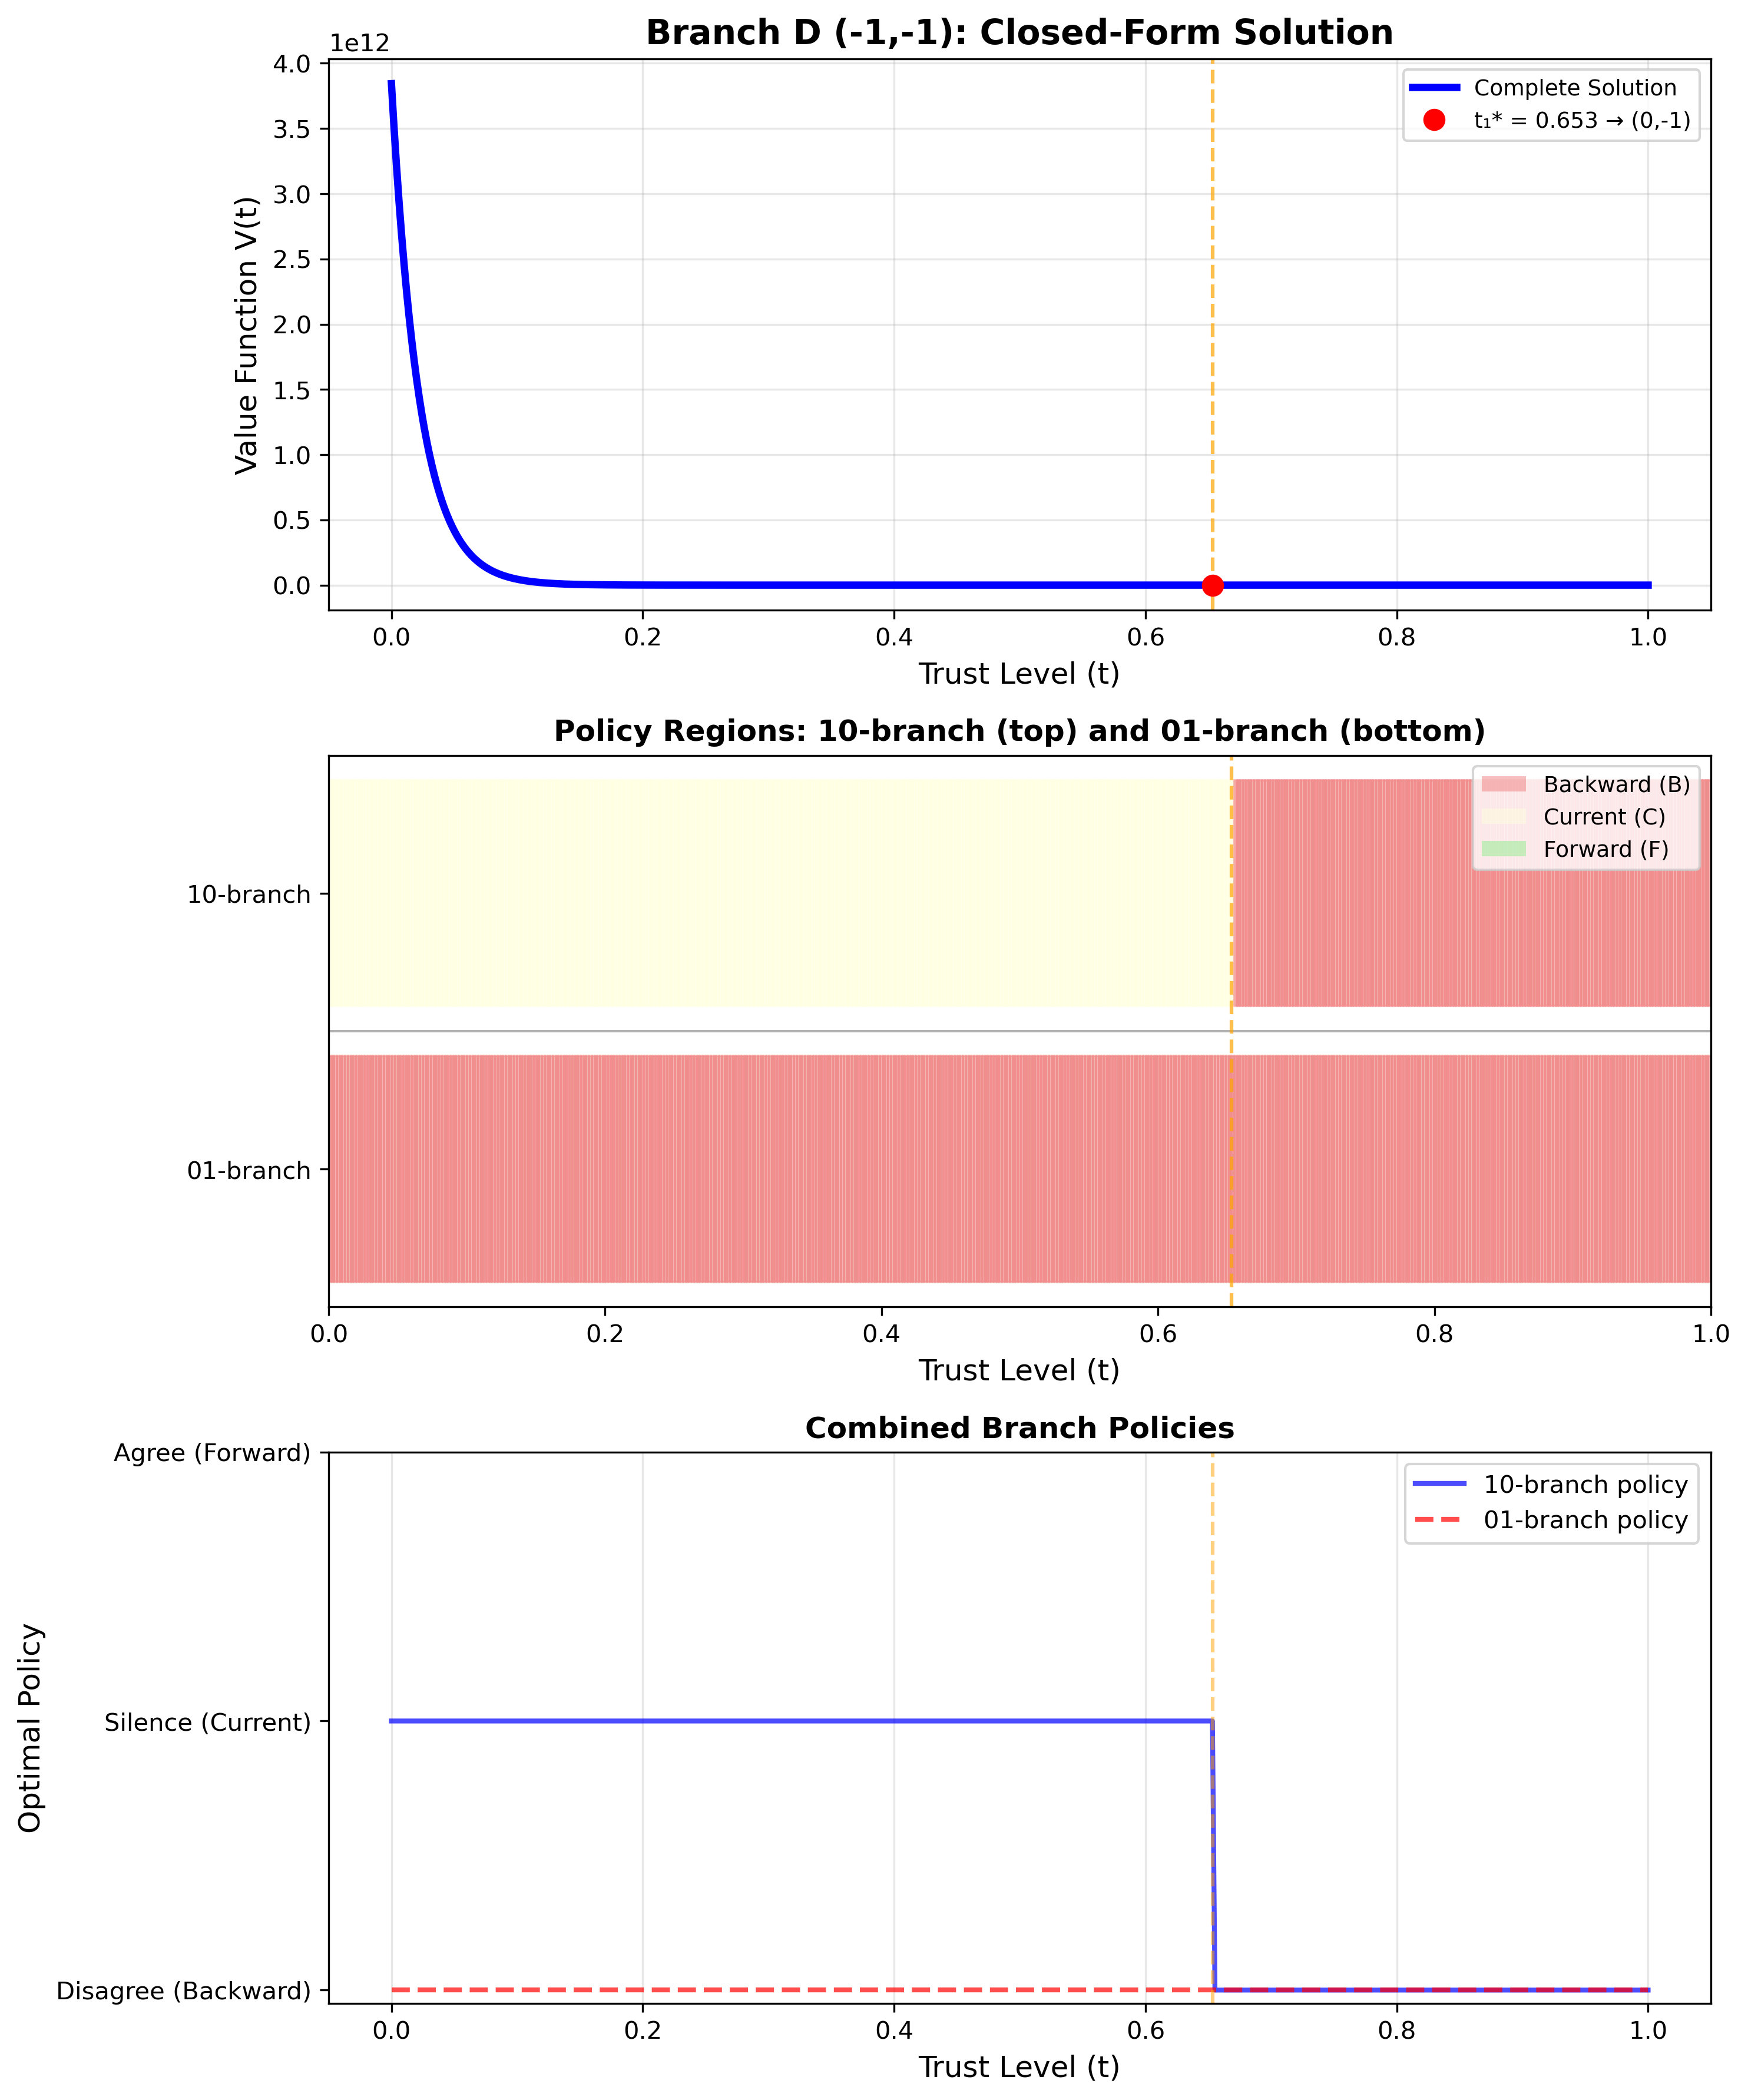 Branch D (-1,-1): Closed-Form Solution
1e12
4.0
3.5
3.0
2.5
2.0
1.5
1.0
0.5
0.0
Value Function V(t)
Complete Solution
t₁* = 0.653 → (0,-1)
0.0 0.2 0.4 0.6 0.8 1.0
Trust Level (t)
Policy Regions: 10-branch (top) and 01-branch (bottom)
Backward (B)
Current (C)
Forward (F)
10-branch
01-branch
0.0 0.2 0.4 0.6 0.8 1.0
Trust Level (t)
Combined Branch Policies
Agree (Forward)
Silence (Current)
Disagree (Backward)
Optimal Policy
10-branch policy
01-branch policy
0.0 0.2 0.4 0.6 0.8 1.0
Trust Level (t)